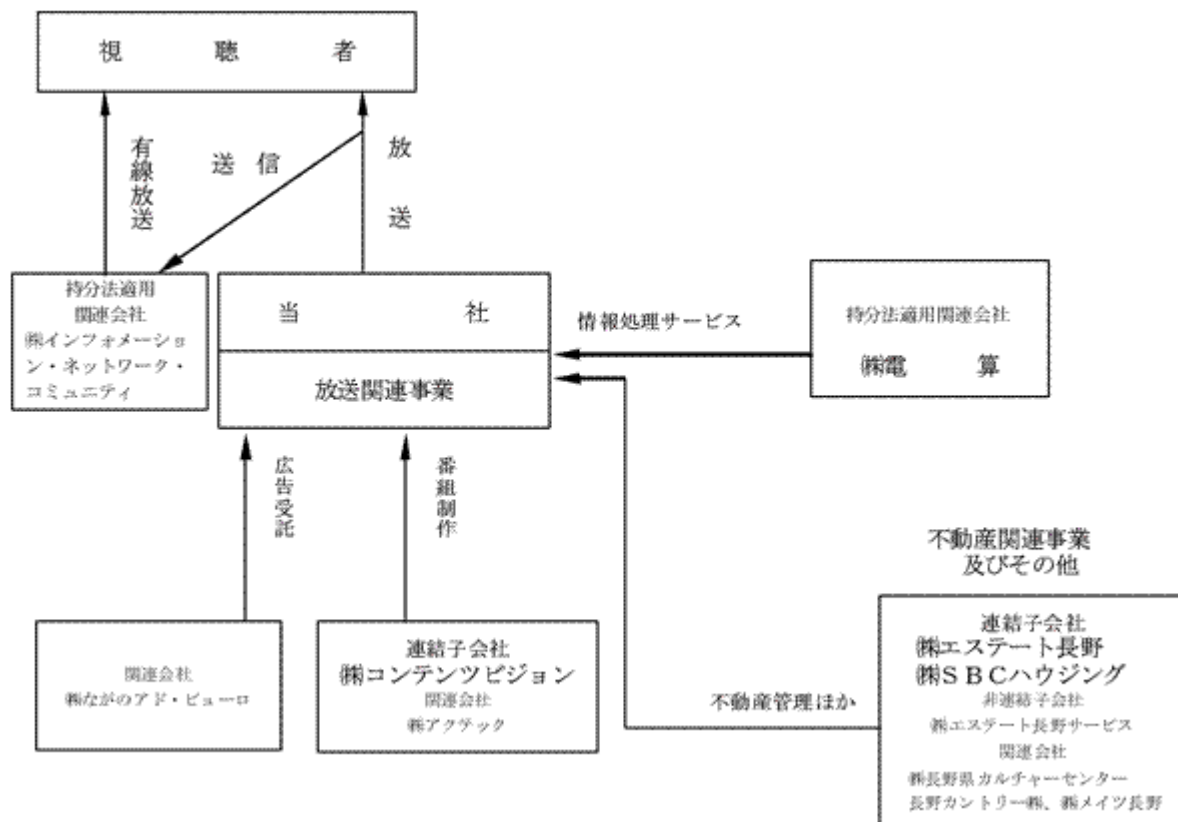 視聴者
有線放送
送信
放送
持分法適用
関連会社
㈱インフォメーショ
ン・ネットワーク・
コミュニティ
当社
放送関連事業
情報処理サービス
持分法適用関連会社
㈱電算
広告受託
番組制作
不動産関連事業
及びその他
関連会社
㈱ながのアド・ビューロ
連結子会社
㈱コンテンツビジョン
関連会社
㈱アクテック
不動産管理ほか
連結子会社
㈱エステート長野
㈱ＳＢＣハウジング
非連結子会社
㈱エステート長野サービス
関連会社
㈱長野県カルチャーセンター
長野カントリー㈱、㈱メイツ長野